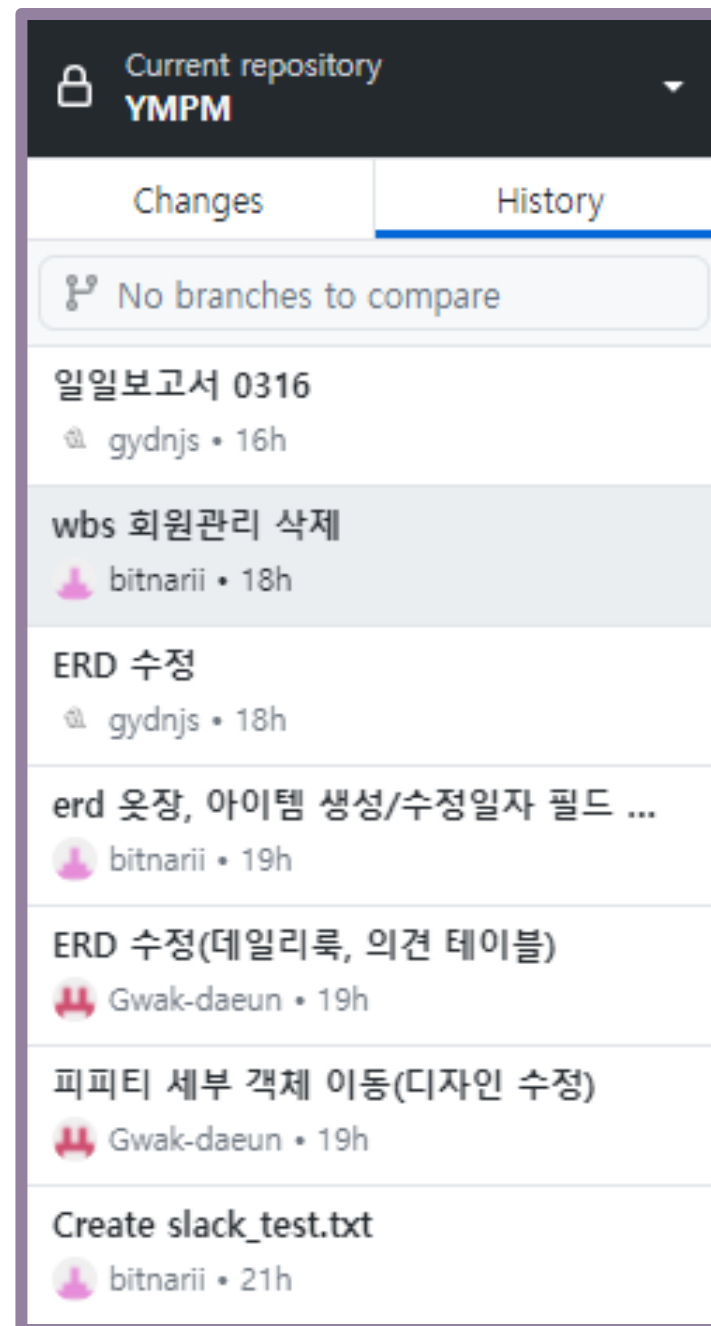 Current repository
YMPM
Changes
History
No branches to compare
일일보고서 0316
gydnjs • 16h
wbs 회원관리 삭제
bitnarii • 18h
ERD 수정
gydnjs • 18h
erd 옷장, 아이템 생성/수정일자 필드 ...
bitnarii • 19h
ERD 수정(데일리룩, 의견 테이블)
Gwak-daeun • 19h
피피티 세부 객체 이동(디자인 수정)
Gwak-daeun • 19h
Create slack_test.txt
bitnarii • 21h